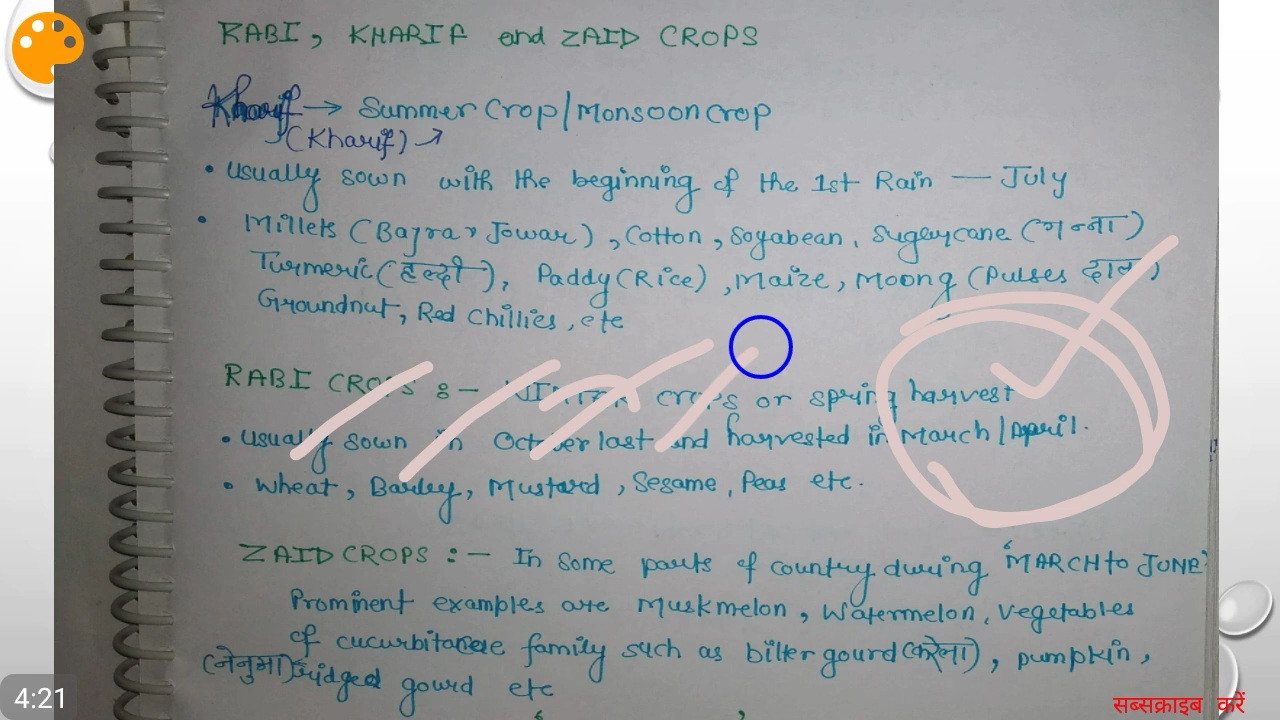 RABI, KHARIF and ZAID CROPS
Kharif → Summer Crop/Monsoon crop
(Kharif)
• Usually sown with the beginning of the 1st Rain — July
• Millets (Bajra, Jowar), Cotton, Soyabean, Sugarcane (गन्ना)
Turmeric (हल्दी), Paddy (Rice), Maize, Moong (Pulses दाल)
Groundnut, Red Chillies, etc
RABI CROPS :- WINTER crops or spring harvest
• Usually sown in October last and harvested in March/April.
• Wheat, Barley, Mustard, Sesame, Peas etc.
ZAID CROPS :- In some parts of country during 'MARCH to JUNE'
Prominent examples are Muskmelon, Watermelon, Vegetables
of cucurbitaceae family such as bitter gourd (करेला), pumpkin,
(नेनुआ) ridged gourd etc
4:21
सब्सक्राइब करें